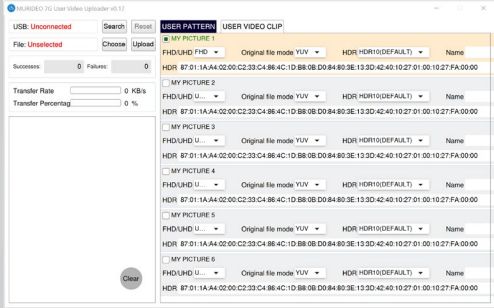 MURIDEO 7G User Video Uploader v0.17
USB: Unconnected Search Reset
File: Unselected Choose Upload
Successes: 0 Failures: 0
Transfer Rate 0 KB/s
Transfer Percentag 0 %
Clear
USER PATTERN USER VIDEO CLIP
MY PICTURE 1
FHD/UHD FHD Original file mode YUV HDR HDR10(DEFAULT) Name
HDR 87:01:1A:A4:02:00:C2:33:C4:86:4C:1D:B8:0B:D0:84:80:3E:13:3D:42:40:10:27:01:00:10:27:FA:00:00
MY PICTURE 2
FHD/UHD U... Original file mode YUV HDR HDR10(DEFAULT) Name
HDR 87:01:1A:A4:02:00:C2:33:C4:86:4C:1D:B8:0B:D0:84:80:3E:13:3D:42:40:10:27:01:00:10:27:FA:00:00
MY PICTURE 3
FHD/UHD U... Original file mode YUV HDR HDR10(DEFAULT) Name
HDR 87:01:1A:A4:02:00:C2:33:C4:86:4C:1D:B8:0B:D0:84:80:3E:13:3D:42:40:10:27:01:00:10:27:FA:00:00
MY PICTURE 4
FHD/UHD U... Original file mode YUV HDR HDR10(DEFAULT) Name
HDR 87:01:1A:A4:02:00:C2:33:C4:86:4C:1D:B8:0B:D0:84:80:3E:13:3D:42:40:10:27:01:00:10:27:FA:00:00
MY PICTURE 5
FHD/UHD U... Original file mode YUV HDR HDR10(DEFAULT) Name
HDR 87:01:1A:A4:02:00:C2:33:C4:86:4C:1D:B8:0B:D0:84:80:3E:13:3D:42:40:10:27:01:00:10:27:FA:00:00
MY PICTURE 6
FHD/UHD U... Original file mode YUV HDR HDR10(DEFAULT) Name
HDR 87:01:1A:A4:02:00:C2:33:C4:86:4C:1D:B8:0B:D0:84:80:3E:13:3D:42:40:10:27:01:00:10:27:FA:00:00